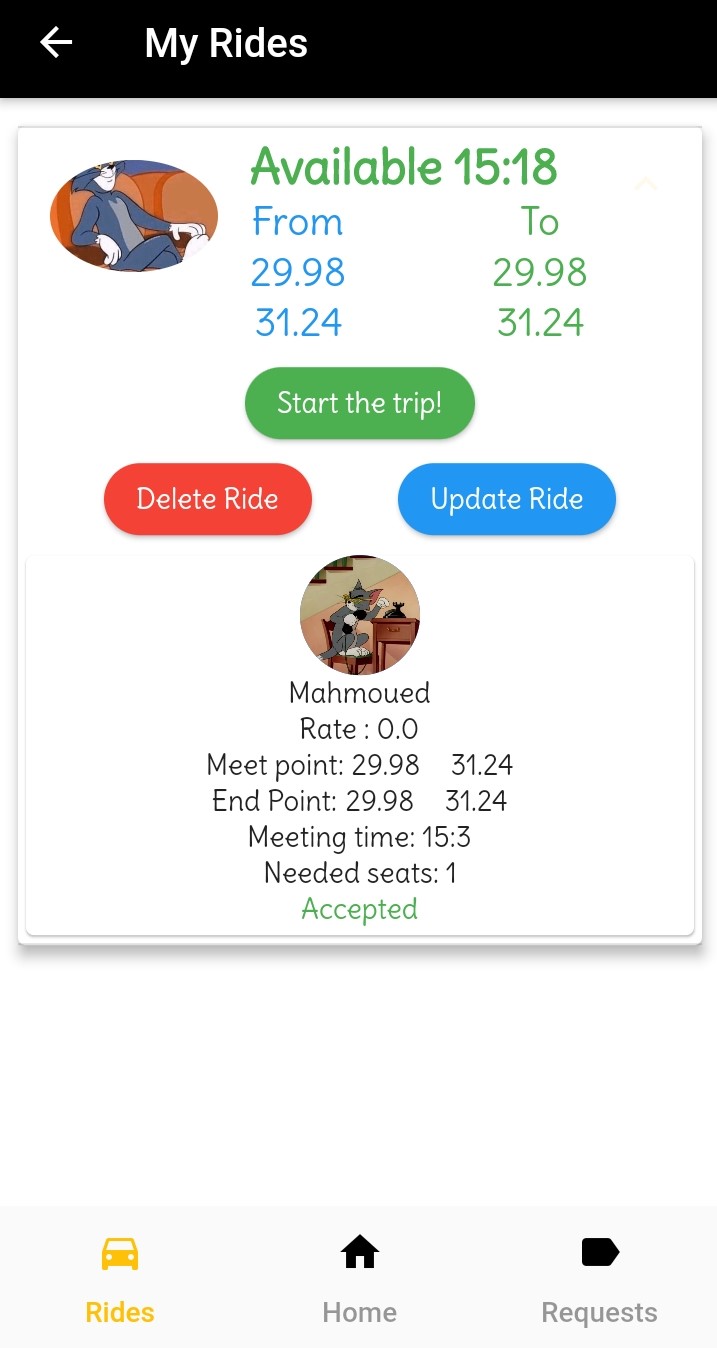 My Rides
Available 15:18
From To
29.98 29.98
31.24 31.24
Start the trip!
Delete Ride Update Ride
Mahmoued
Rate : 0.0
Meet point: 29.98 31.24
End Point: 29.98 31.24
Meeting time: 15:3
Needed seats: 1
Accepted
Rides Home Requests